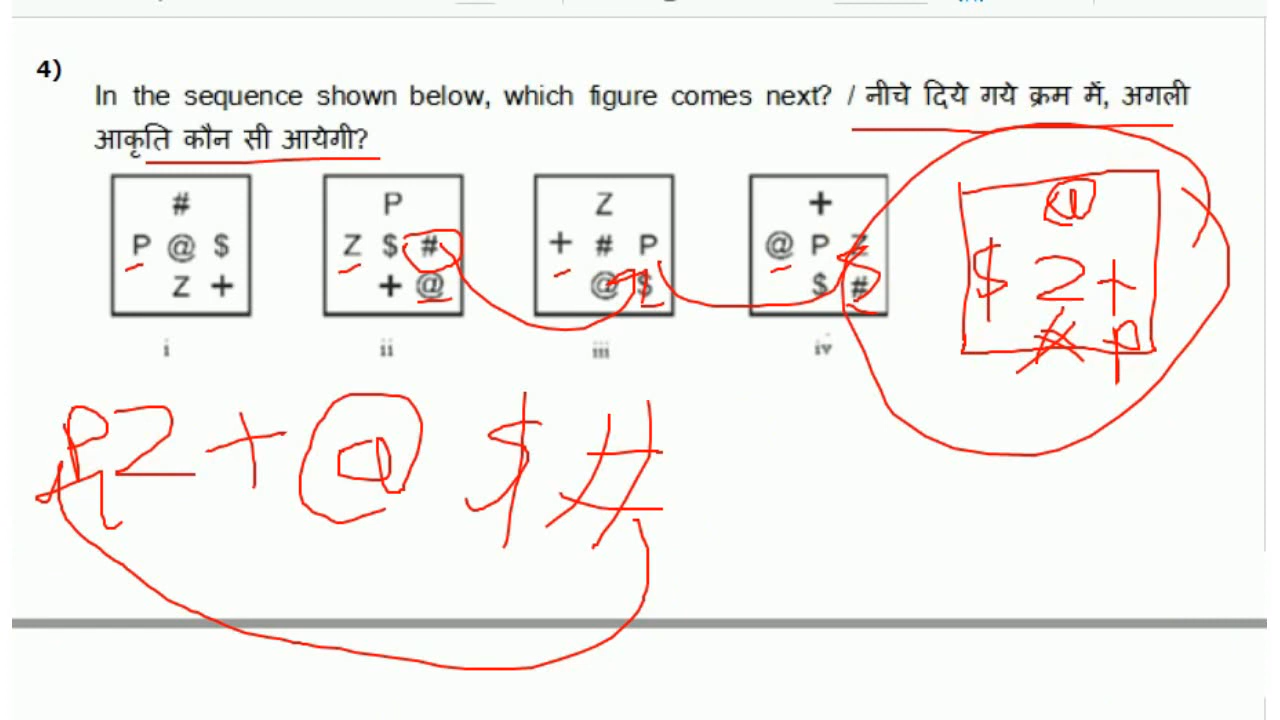 4)
In the sequence shown below, which figure comes next? / नीचे दिये गये क्रम में, अगली
आकृति कौन सी आयेगी?
# P Z +
P @ $ Z $ # + # P @ P Z
Z + + @ @ $ $ #
i ii iii iv
@
$ Z +
# P
P Z + @ $ #